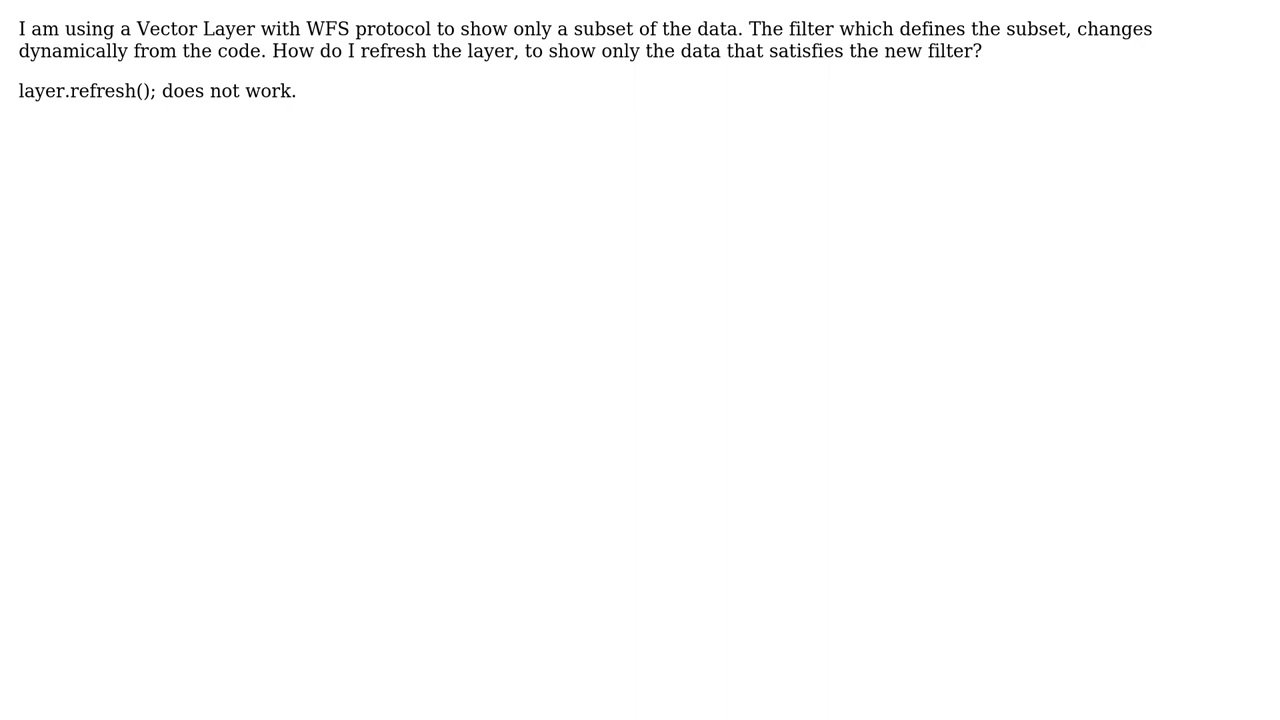 I am using a Vector Layer with WFS protocol to show only a subset of the data. The filter which defines the subset, changes
dynamically from the code. How do I refresh the layer, to show only the data that satisfies the new filter?
layer.refresh(); does not work.